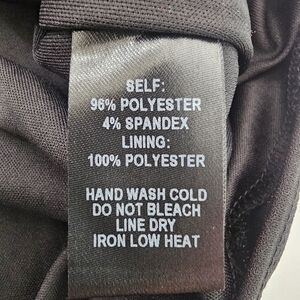 SELF:
96% POLYESTER
4% SPANDEX
LINING:
100% POLYESTER
HAND WASH COLD
DO NOT BLEACH
LINE DRY
IRON LOW HEAT